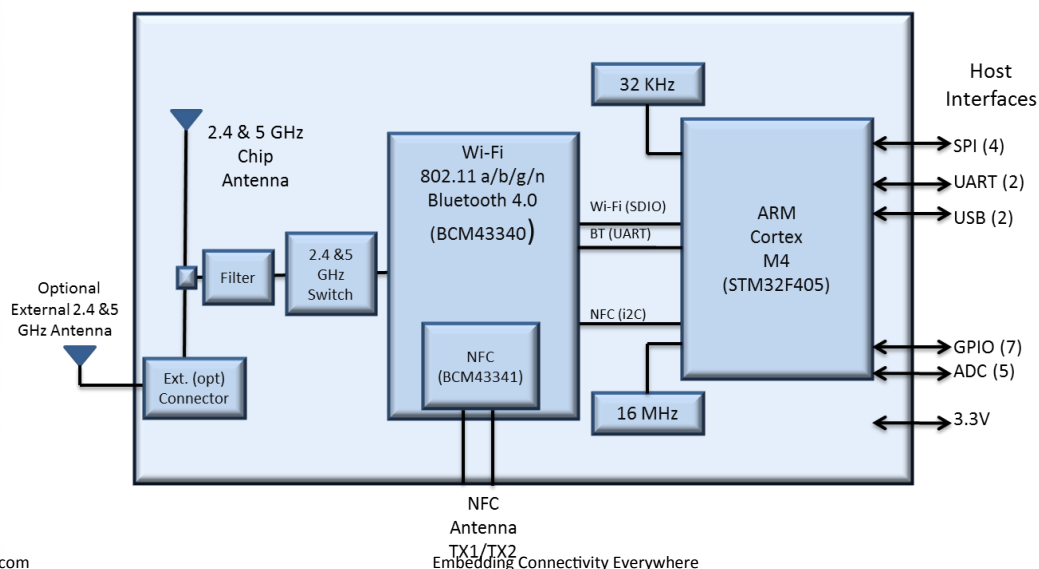 32 KHz
Host
Interfaces
2.4 & 5 GHz
Chip
Antenna
Wi-Fi
802.11 a/b/g/n
Bluetooth 4.0
(BCM43340)
SPI (4)
UART (2)
USB (2)
Wi-Fi (SDIO)
BT (UART)
ARM
Cortex
M4
(STM32F405)
2.4 &5
GHz
Switch
Filter
Optional
External 2.4 &5
GHz Antenna
NFC (i2C)
NFC
(BCM43341)
GPIO (7)
ADC (5)
Ext. (opt)
Connector
16 MHz
3.3V
NFC
Antenna
TX1/TX2
com
Embedding Connectivity Everywhere